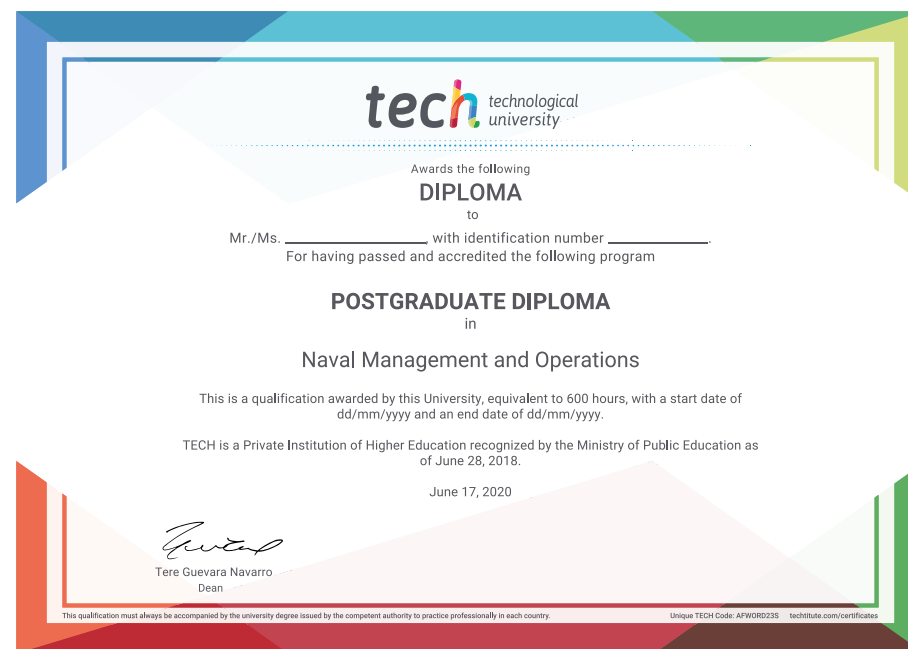 tech technological
university
Awards the following
DIPLOMA
to
Mr./Ms. ____________________, with identification number ______________.
For having passed and accredited the following program
POSTGRADUATE DIPLOMA
in
Naval Management and Operations
This is a qualification awarded by this University, equivalent to 600 hours, with a start date of
dd/mm/yyyy and an end date of dd/mm/yyyy.
TECH is a Private Institution of Higher Education recognized by the Ministry of Public Education as
of June 28, 2018.
June 17, 2020
Tere Guevara Navarro
Dean
This qualification must always be accompanied by the university degree issued by the competent authority to practice professionally in each country. Unique TECH Code: AFWORD23S techtitute.com/certificates